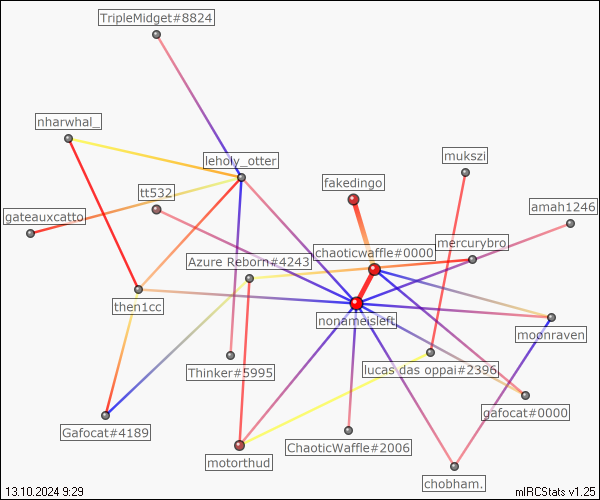 TripleMidget#8824
nharwhal_
leholy_otter
mukszi
fakedingo
tt532
amah1246
gateauxcatto
mercurybro
chaoticwaffle#0000
Azure Reborn#4243
then1cc
nonameisleft
moonraven
Thinker#5995
lucas das oppai#2396
gafocat#0000
Gafocat#4189
ChaoticWaffle#2006
motorthud
chobham.
13.10.2024 9:29
mIRCStats v1.25